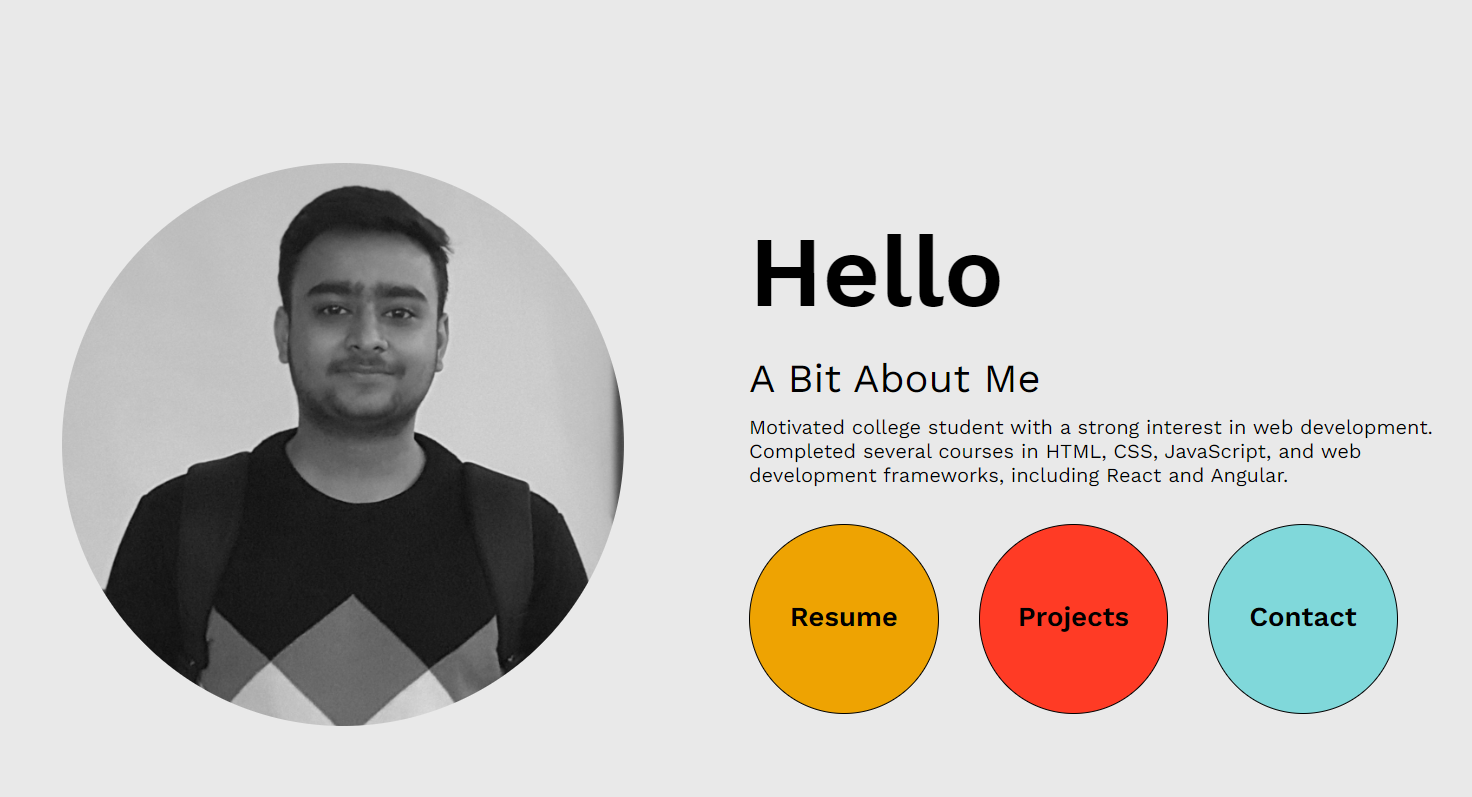 Hello
A Bit About Me
Motivated college student with a strong interest in web development.
Completed several courses in HTML, CSS, JavaScript, and web
development frameworks, including React and Angular.
Resume
Projects
Contact